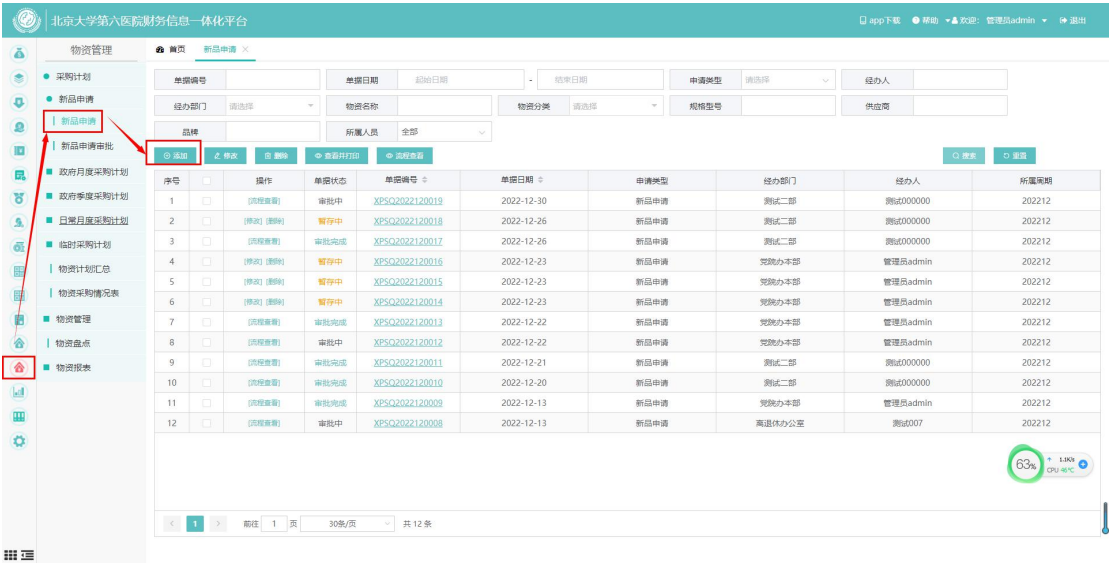 北京大学第六医院财务信息一体化平台
app下载 帮助 欢迎: 管理员admin 退出
物资管理
首页 新品申请 ×
采购计划
新品申请
新品申请
新品申请审批
政府月度采购计划
政府季度采购计划
日常月度采购计划
临时采购计划
物资计划汇总
物资采购情况表
物资管理
物资盘点
物资报表
单据编号 单据日期 起始日期 - 结束日期 申请类型 请选择 经办人
经办部门 请选择 物资名称 物资分类 请选择 规格型号 供应商
品牌 所属人员 全部
添加 修改 删除 查看并打印 流程查看 搜索 重置
序号 操作 单据状态 单据编号 单据日期 申请类型 经办部门 经办人 所属周期
1 [流程查看] 审批中 XPSQ2022120019 2022-12-30 新品申请 测试二部 测试000000 202212
2 [修改] [删除] 暂存中 XPSQ2022120018 2022-12-26 新品申请 测试二部 测试000000 202212
3 [流程查看] 审批完成 XPSQ2022120017 2022-12-26 新品申请 测试二部 测试000000 202212
4 [修改] [删除] 暂存中 XPSQ2022120016 2022-12-23 新品申请 党院办本部 管理员admin 202212
5 [修改] [删除] 暂存中 XPSQ2022120015 2022-12-23 新品申请 党院办本部 管理员admin 202212
6 [修改] [删除] 暂存中 XPSQ2022120014 2022-12-23 新品申请 党院办本部 管理员admin 202212
7 [流程查看] 审批完成 XPSQ2022120013 2022-12-22 新品申请 党院办本部 管理员admin 202212
8 [流程查看] 审批中 XPSQ2022120012 2022-12-22 新品申请 党院办本部 管理员admin 202212
9 [流程查看] 审批完成 XPSQ2022120011 2022-12-21 新品申请 测试二部 测试000000 202212
10 [流程查看] 审批完成 XPSQ2022120010 2022-12-20 新品申请 测试二部 测试000000 202212
11 [流程查看] 审批完成 XPSQ2022120009 2022-12-13 新品申请 党院办本部 管理员admin 202212
12 [流程查看] 审批中 XPSQ2022120008 2022-12-13 新品申请 离退休办公室 测试007 202212
63% 1.1K/s
CPU 46°C
< 1 > 前往 1 页 30条/页 共 12 条